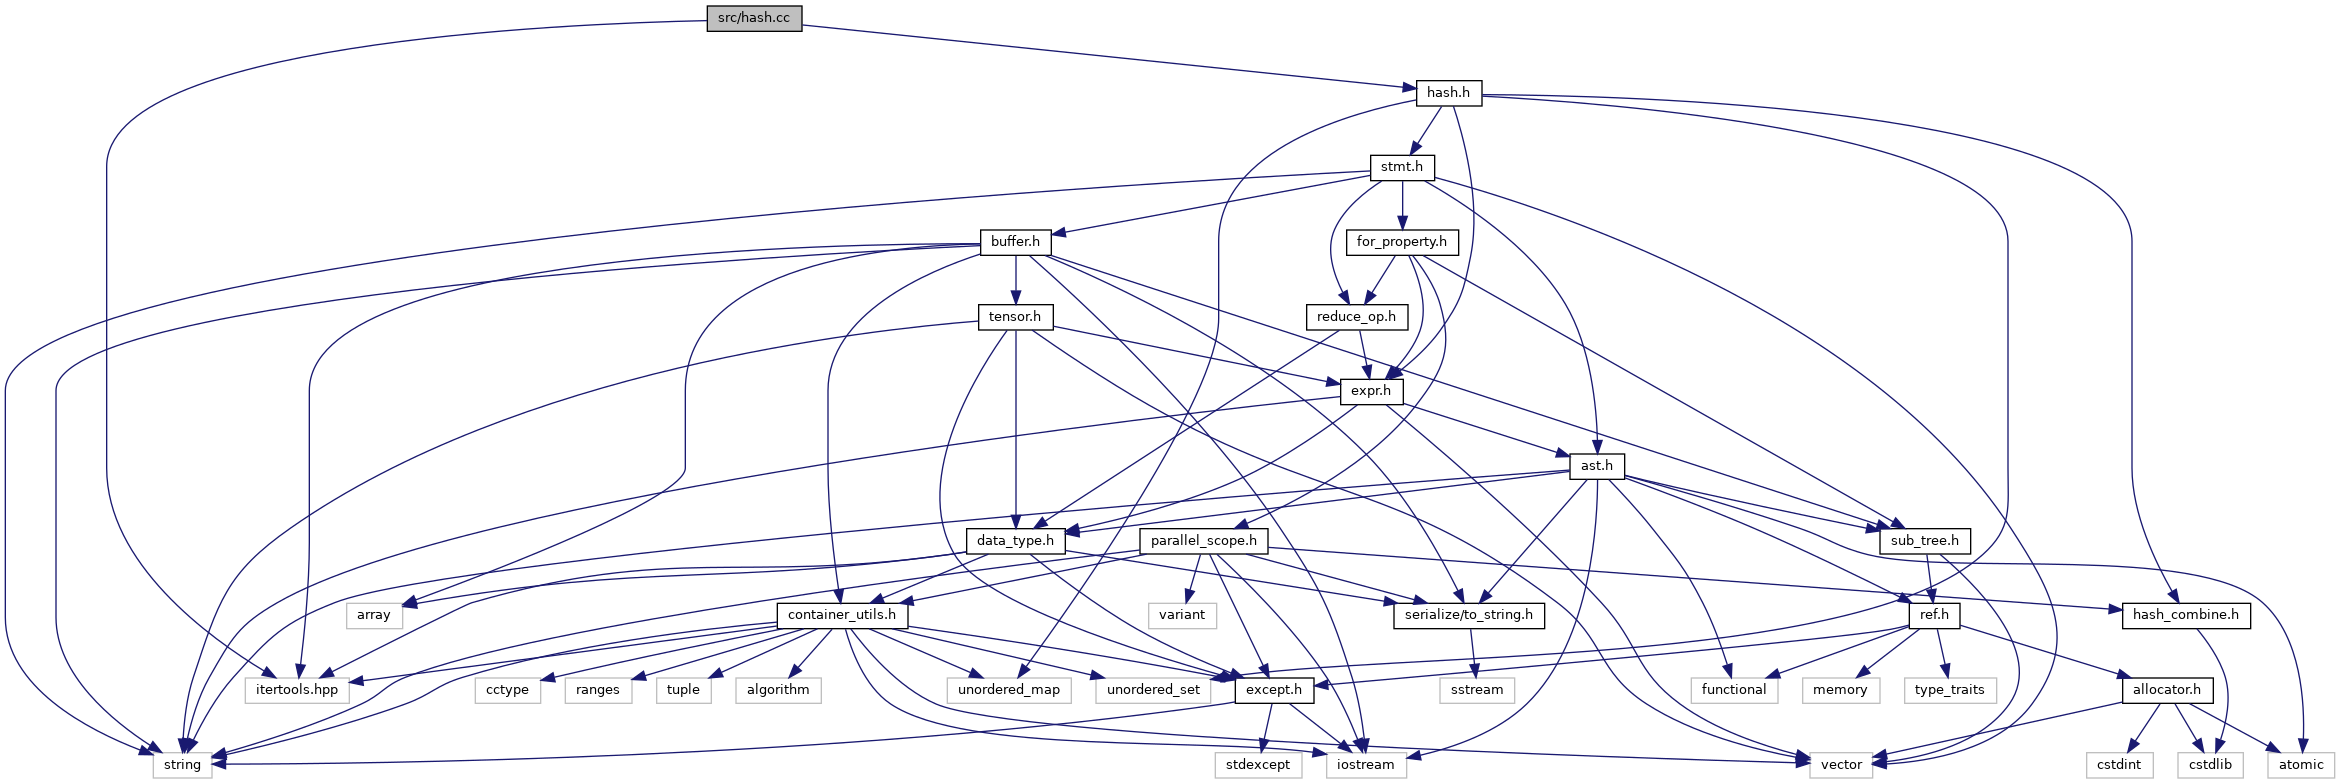 src/hash.cc
hash.h
stmt.h
buffer.h
for_property.h
tensor.h
reduce_op.h
expr.h
ast.h
data_type.h
parallel_scope.h
sub_tree.h
array
container_utils.h
variant
serialize/to_string.h
ref.h
hash_combine.h
itertools.hpp
cctype
ranges
tuple
algorithm
unordered_map
unordered_set
except.h
sstream
functional
memory
type_traits
allocator.h
string
stdexcept
iostream
vector
cstdint
cstdlib
atomic